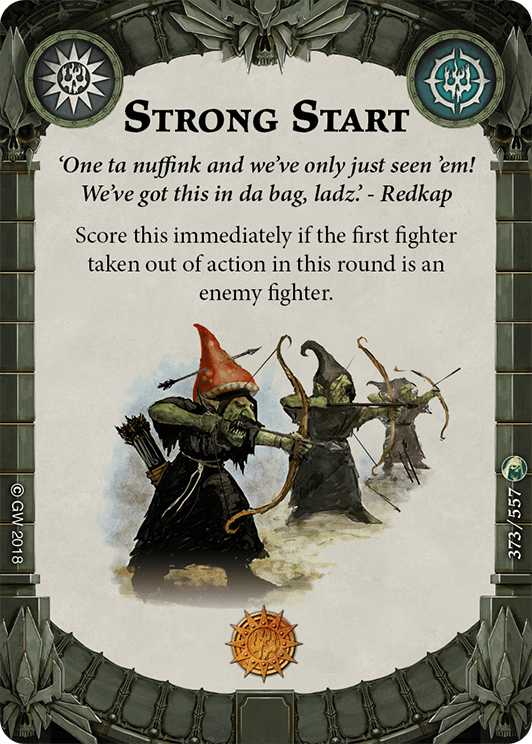 STRONG START
‘One ta nuffink and we’ve only just seen ’em!
We’ve got this in da bag, ladz.’ - Redkap
Score this immediately if the first fighter
taken out of action in this round is an
enemy fighter.
© GW 2018
373/557